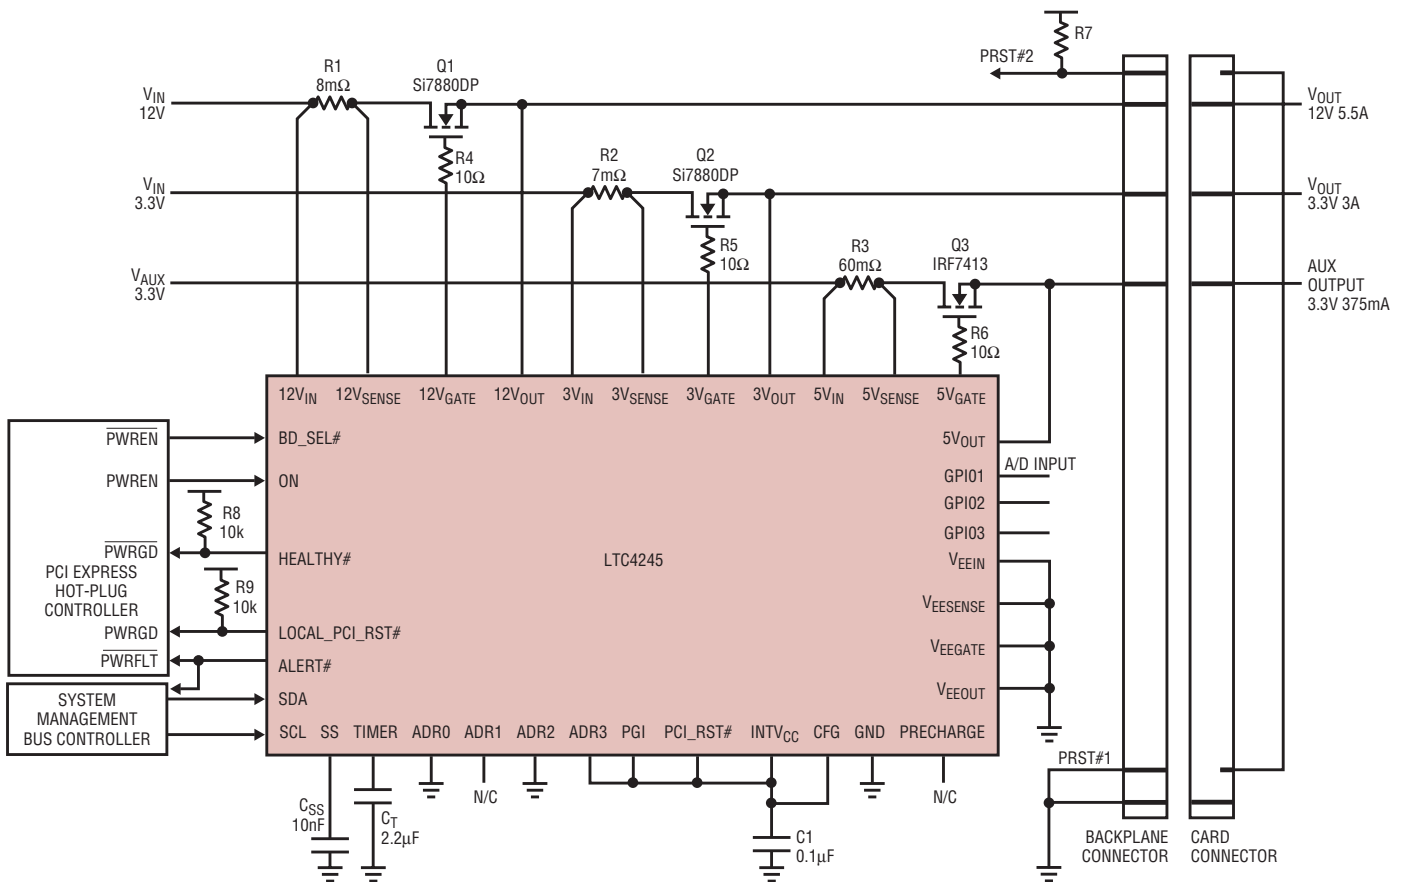 R7
PRST#2
R1
8mΩ
Q1
Si7880DP
VIN
12V
VOUT
12V 5.5A
R4
10Ω
R2
7mΩ
Q2
Si7880DP
VIN
3.3V
VOUT
3.3V 3A
R5
10Ω
R3
60mΩ
Q3
IRF7413
VAUX
3.3V
AUX
OUTPUT
3.3V 375mA
R6
10Ω
12VIN
12VSENSE
12VGATE
12VOUT
3VIN
3VSENSE
3VGATE
3VOUT
5VIN
5VSENSE
5VGATE
PWREN
BD_SEL#
5VOUT
PWREN
ON
A/D INPUT
GPIO1
GPIO2
GPIO3
R8
10k
PWRGD
HEALTHY#
LTC4245
VEEIN
PCI EXPRESS
HOT-PLUG
CONTROLLER
R9
10k
VEESENSE
PWRGD
LOCAL_PCI_RST#
VEEGATE
PWRFLT
ALERT#
VEEOUT
SYSTEM
MANAGEMENT
BUS CONTROLLER
SDA
SCL
SS
TIMER
ADR0
ADR1
ADR2
ADR3
PGI
PCI_RST#
INTVCC
CFG
GND
PRECHARGE
PRST#1
N/C
N/C
CSS
10nF
CT
2.2µF
C1
0.1µF
BACKPLANE
CONNECTOR
CARD
CONNECTOR